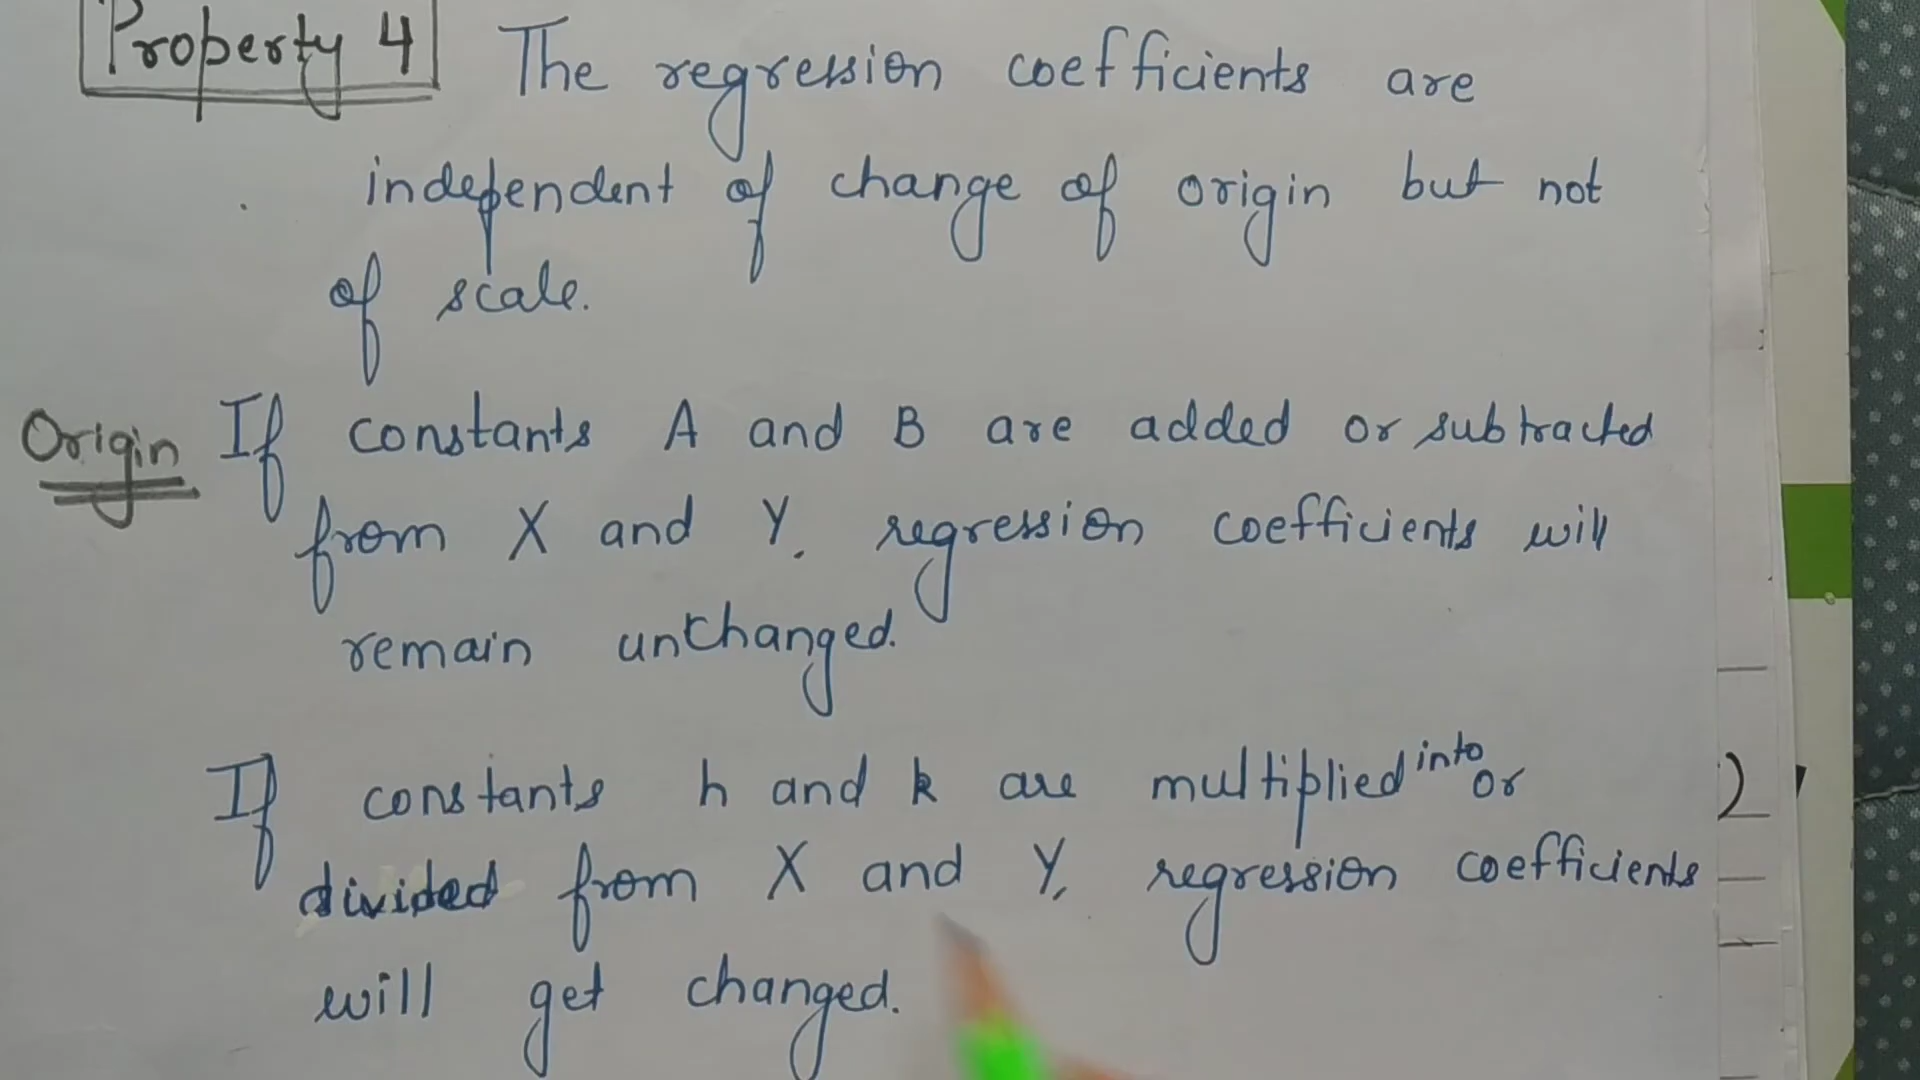 Property 4 The regression coefficients are
independent of change of origin but not
of scale.
Origin If constants A and B are added or subtracted
from X and Y, regression coefficients will
remain unchanged.
If constants h and k are multiplied into or
divided from X and Y, regression coefficients
will get changed.